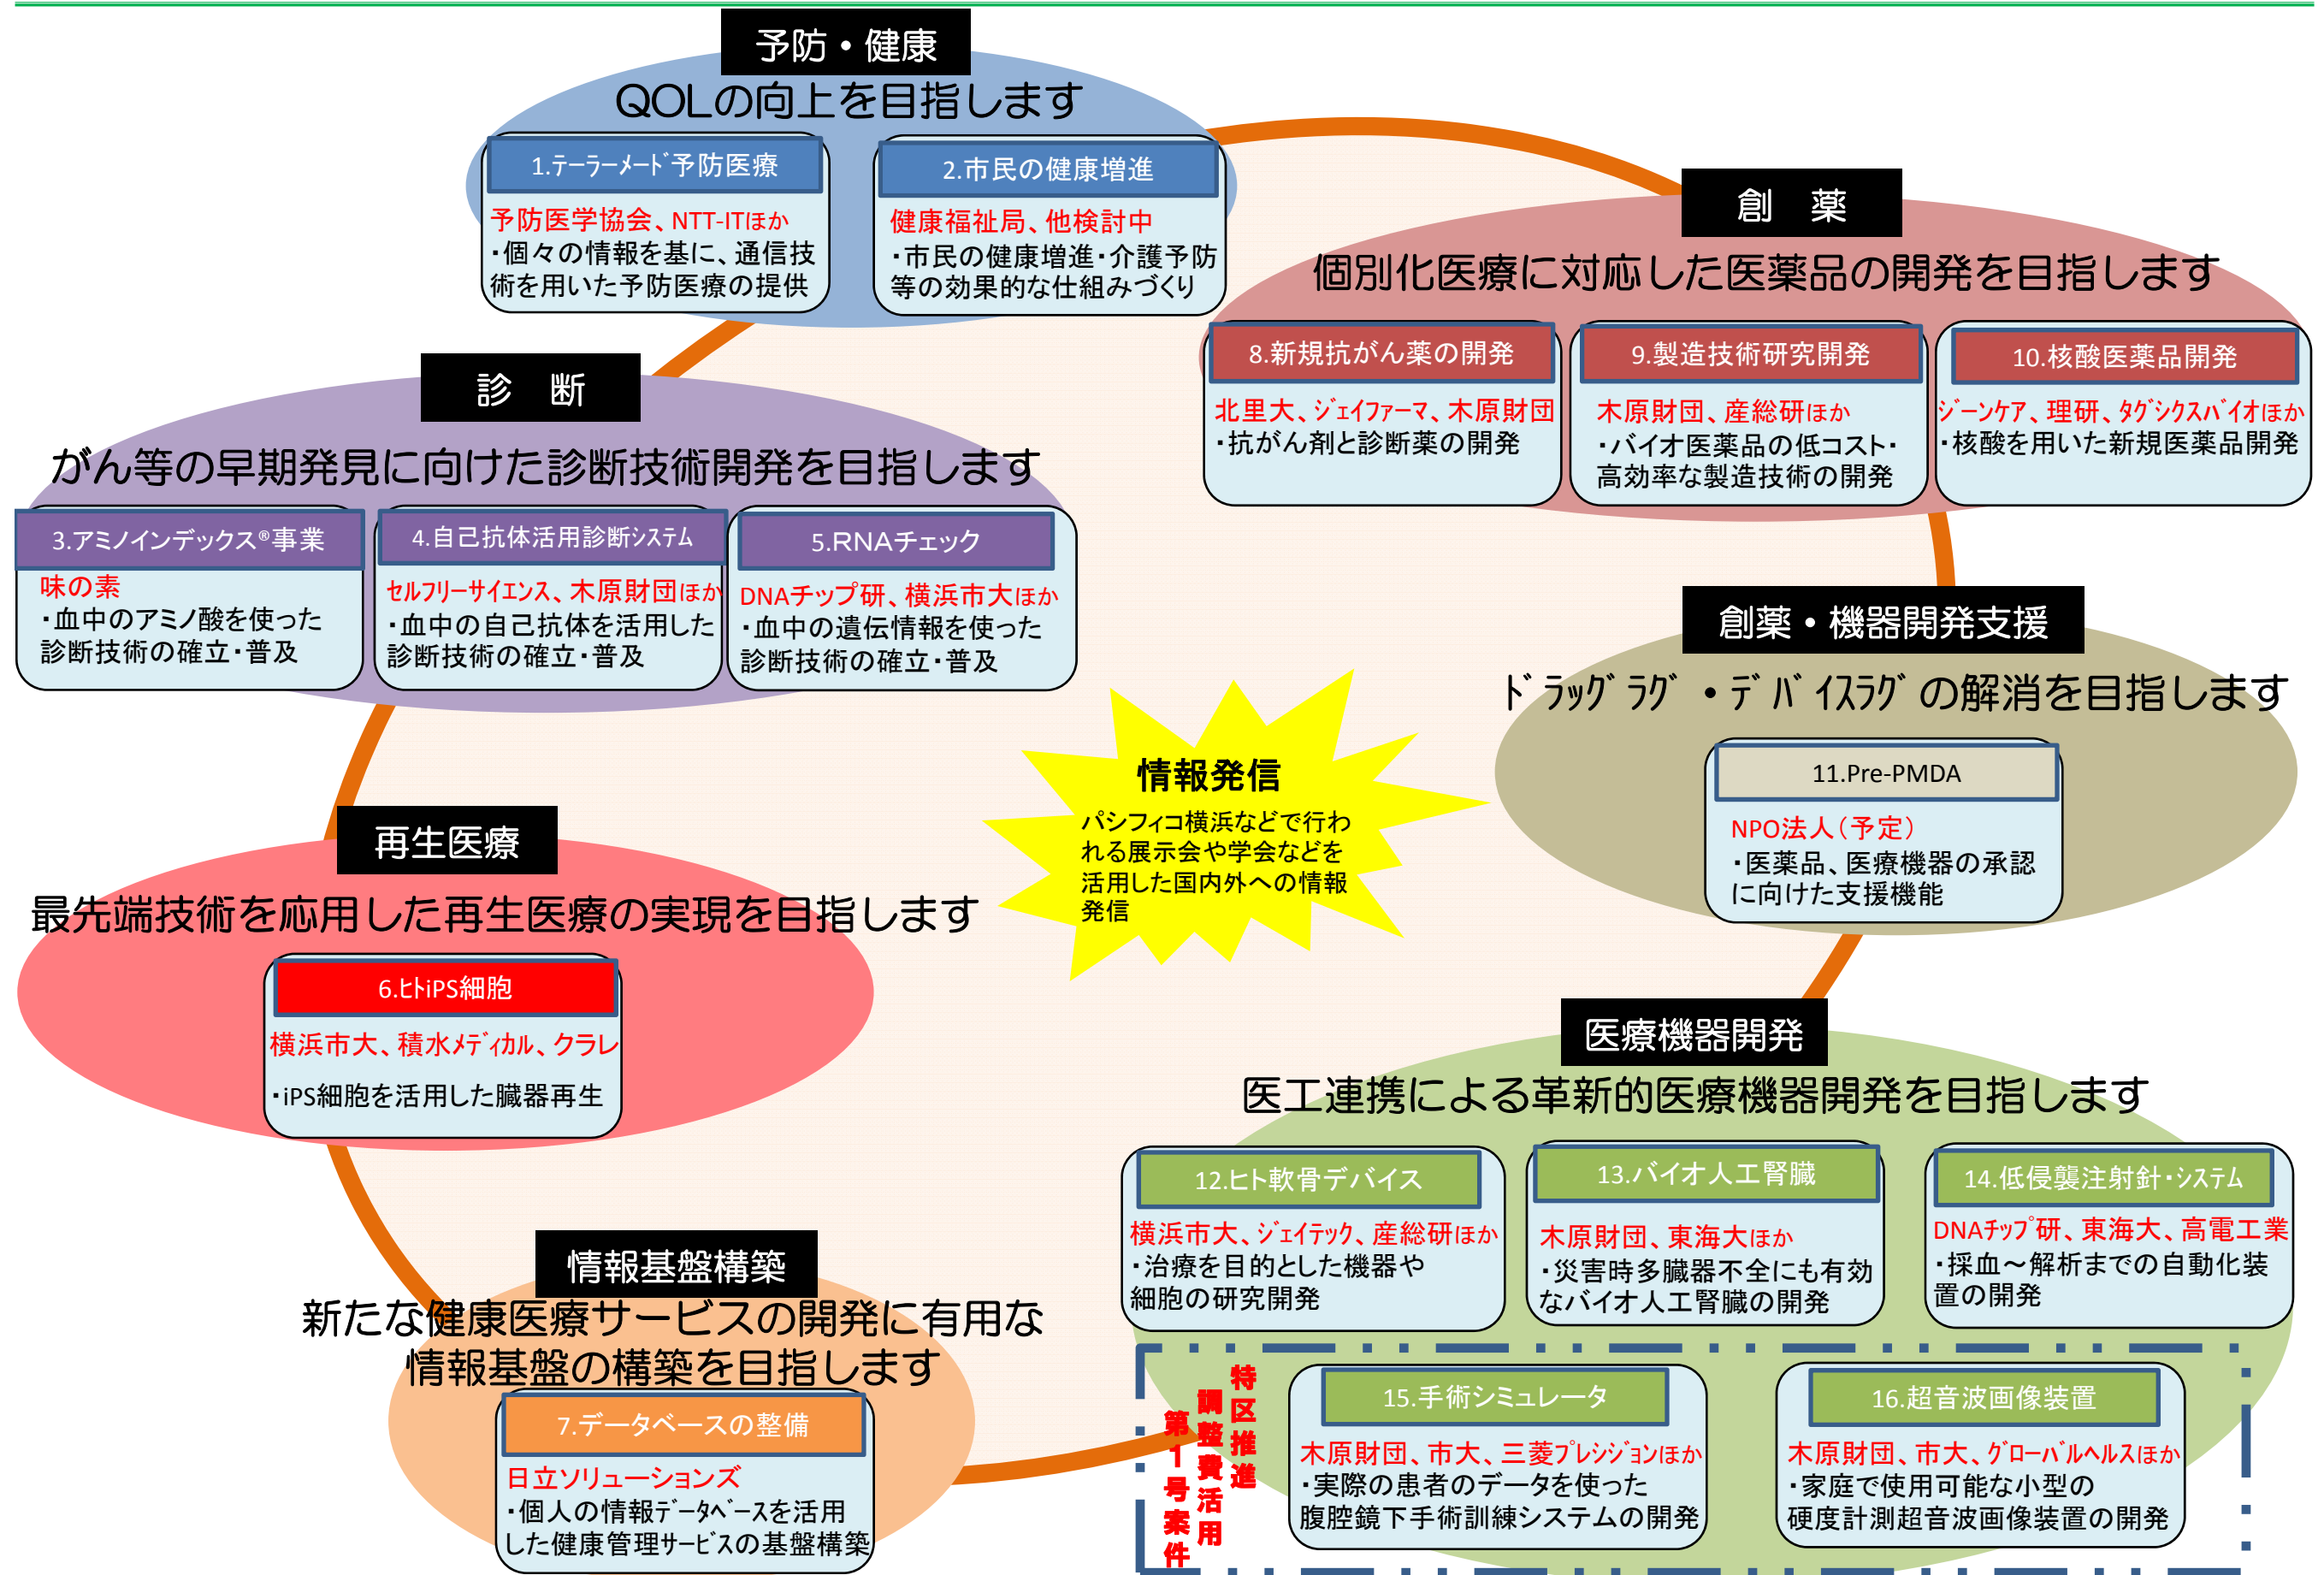 予防・健康
QOLの向上を目指します
1.ﾃｰﾗｰﾒｰﾄﾞ予防医療
予防医学協会、NTT-ITほか
・個々の情報を基に、通信技
術を用いた予防医療の提供
2.市民の健康増進
健康福祉局、他検討中
・市民の健康増進・介護予防
等の効果的な仕組みづくり
創　薬
個別化医療に対応した医薬品の開発を目指します
8.新規抗がん薬の開発
北里大、ｼﾞｪｲファーマ、木原財団
・抗がん剤と診断薬の開発
9.製造技術研究開発
木原財団、産総研ほか
・バイオ医薬品の低コスト・
高効率な製造技術の開発
10.核酸医薬品開発
ｼﾞｰﾝｹｱ、理研、ﾀｸﾞｼｸｽﾊﾞｲｵほか
・核酸を用いた新規医薬品開発
診　断
がん等の早期発見に向けた診断技術開発を目指します
3.アミノインデックス®事業
味の素
・血中のアミノ酸を使った
診断技術の確立・普及
4.自己抗体活用診断ｼｽﾃﾑ
ｾﾙﾌﾘｰｻｲｴﾝｽ、木原財団ほか
・血中の自己抗体を活用した
診断技術の確立・普及
5.RNAチェック
DNAチップ研、横浜市大ほか
・血中の遺伝情報を使った
診断技術の確立・普及
創薬・機器開発支援
ﾄﾞﾗｯｸﾞﾗｸﾞ・ﾃﾞﾊﾞｲｽﾗｸﾞの解消を目指します
11.Pre-PMDA
NPO法人（予定）
・医薬品、医療機器の承認
に向けた支援機能
情報発信
パシフィコ横浜などで行わ
れる展示会や学会などを
活用した国内外への情報
発信
再生医療
最先端技術を応用した再生医療の実現を目指します
6.ﾋﾄiPS細胞
横浜市大、積水ﾒﾃﾞｨｶﾙ、クラレ
・iPS細胞を活用した臓器再生
医療機器開発
医工連携による革新的医療機器開発を目指します
12.ヒト軟骨デバイス
横浜市大、ｼﾞｪｲﾃｯｸ、産総研ほか
・治療を目的とした機器や
細胞の研究開発
13.バイオ人工腎臓
木原財団、東海大ほか
・災害時多臓器不全にも有効
なバイオ人工腎臓の開発
14.低侵襲注射針・ｼｽﾃﾑ
DNAﾁｯﾌﾟ研、東海大、高電工業
・採血～解析までの自動化装
置の開発
情報基盤構築
新たな健康医療サービスの開発に有用な
情報基盤の構築を目指します
7.データベースの整備
日立ソリューションズ
・個人の情報ﾃﾞｰﾀﾍﾞｰｽを活用
した健康管理ｻｰﾋﾞｽの基盤構築
特区推進
調整費活用
第1号案件
15.手術シミュレータ
木原財団、市大、三菱ﾌﾟﾚｼｼﾞｮﾝほか
・実際の患者のデータを使った
腹腔鏡下手術訓練システムの開発
16.超音波画像装置
木原財団、市大、ｸﾞﾛｰﾊﾞﾙﾍﾙｽほか
・家庭で使用可能な小型の
硬度計測超音波画像装置の開発